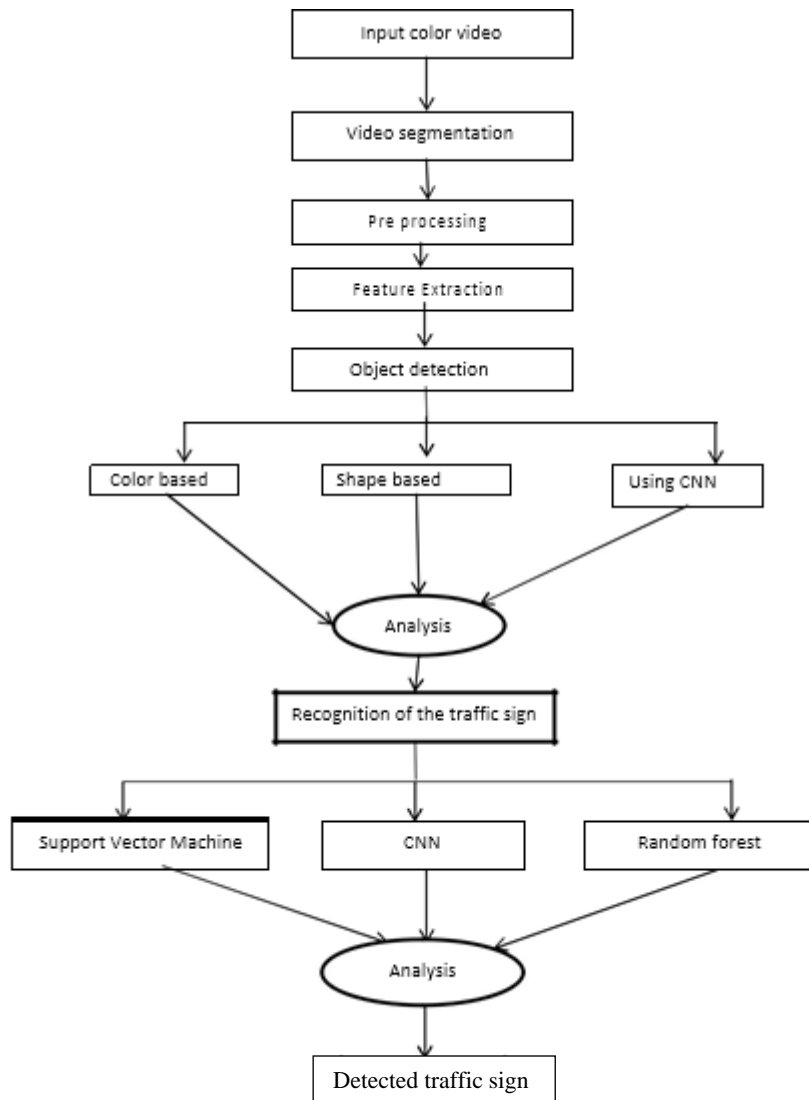 Input color video
Video segmentation
Pre processing
Feature Extraction
Object detection
Color based
Shape based
Using CNN
Analysis
Recognition of the traffic sign
Support Vector Machine
CNN
Random forest
Analysis
Detected traffic sign